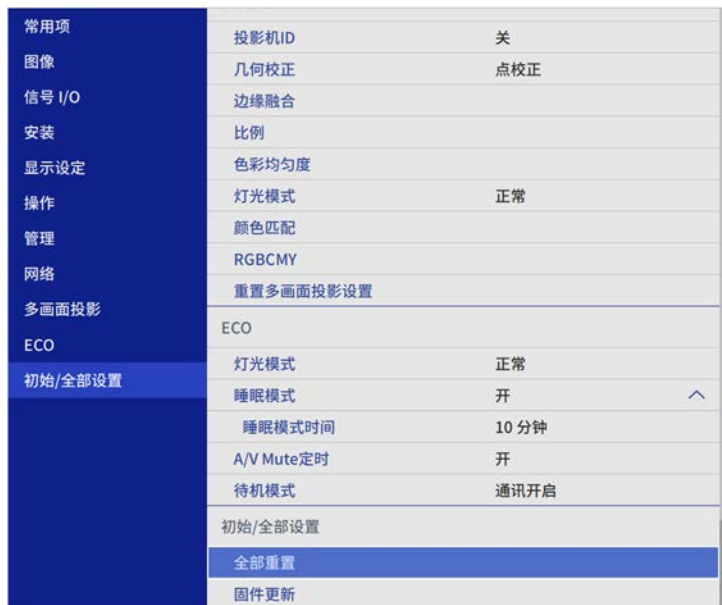 常用项
图像
信号 I/O
安装
显示设定
操作
管理
网络
多画面投影
ECO
初始/全部设置
投影机ID 关
几何校正 点校正
边缘融合
比例
色彩均匀度
灯光模式 正常
颜色匹配
RGBCMY
重置多画面投影设置
ECO
灯光模式 正常
睡眠模式 开
睡眠模式时间 10 分钟
A/V Mute定时 开
待机模式 通讯开启
初始/全部设置
全部重置
固件更新